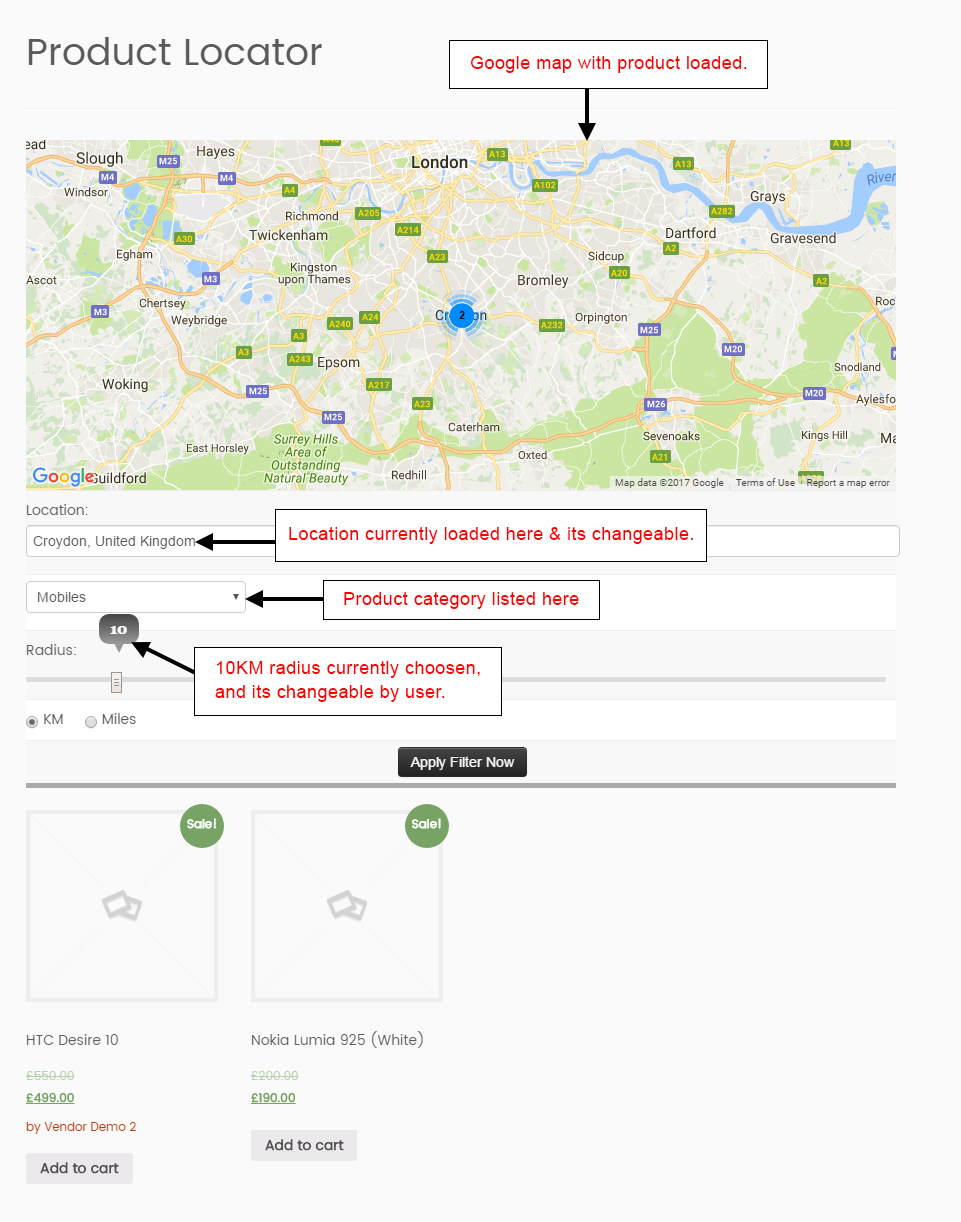 Product Locator
Google map with product loaded.
Slough
Hayes
London
A13
A13
A13
M25
M4
M4
Windsor
A4
A102
River
Richmond
A205
A282
Grays
Twickenham
A214
A30
Dartford
Gravesend
Egham
A23
Sidcup
A2
Ascot
M3
Kingston
upon Thames
Bromley
A20
A2
Chertsey
M3
Weybridge
A240
A24
2
A232
Orpington
M25
A3
A3
A243
Epsom
M20
Snodland
Woking
M25
A217
M20
M25
A23
M26
Caterham
Sevenoaks
Kings Hill
East Horsley
Surrey Hills
Area of
Outstanding
Natural Beauty
Oxted
A21
Redhill
Google
Guildford
Map data ©2017 Google
Terms of Use
Report a map error
Location:
Croydon, United Kingdom
Location currently loaded here & its changeable.
Mobiles
Product category listed here
10
Radius:
10KM radius currently choosen,
and its changeable by user.
KM
Miles
Apply Filter Now
Sale!
Sale!
HTC Desire 10
Nokia Lumia 925 (White)
£550.00
£200.00
£499.00
£190.00
by Vendor Demo 2
Add to cart
Add to cart